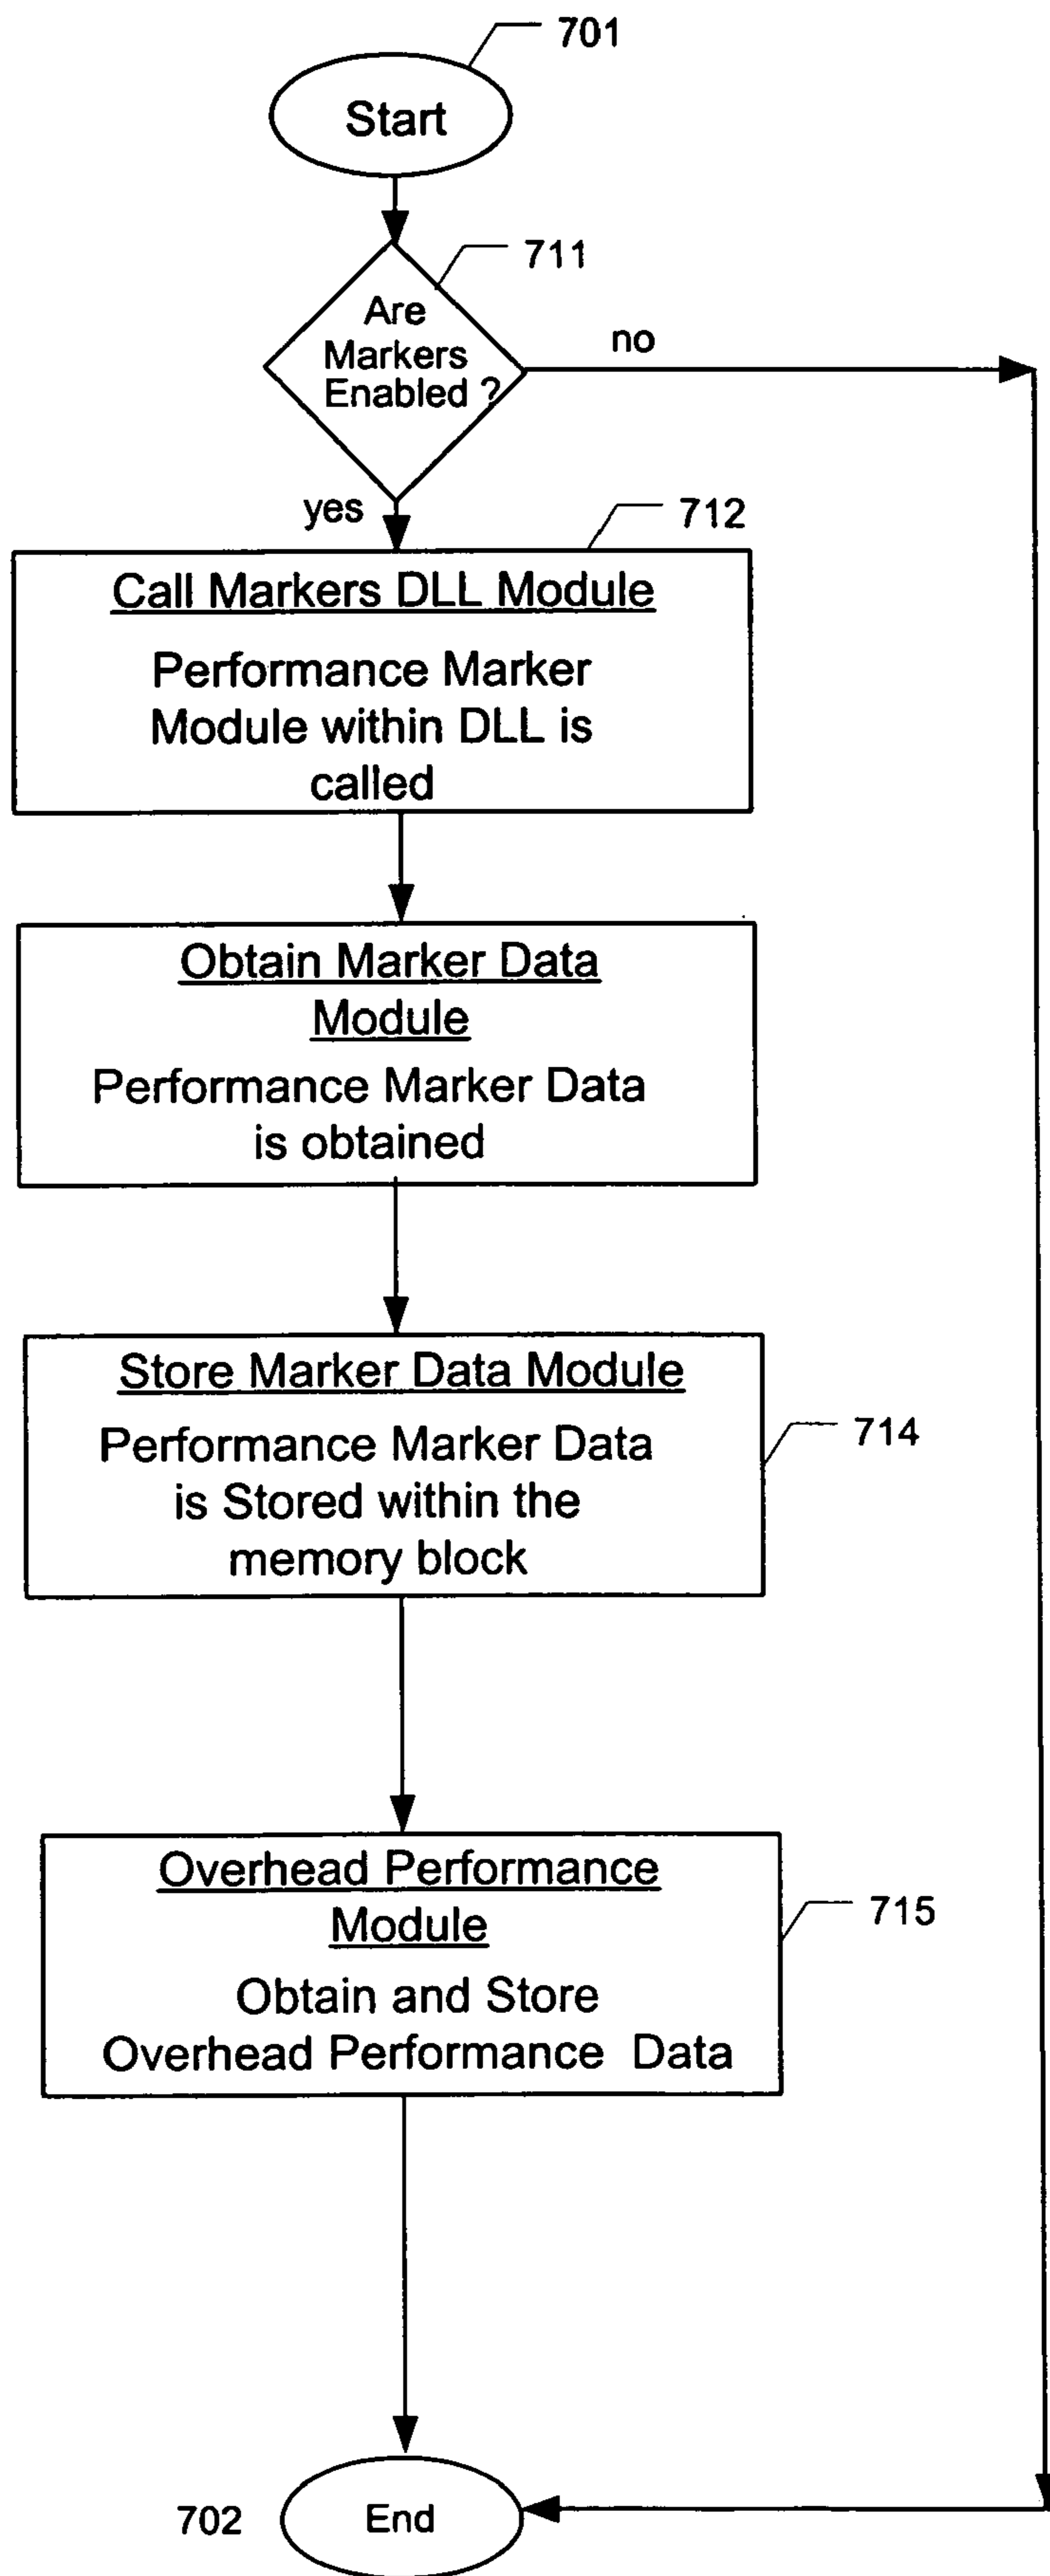 701
Start
711
Are
Markers
Enabled ?
no
yes
712
Call Markers DLL Module
Performance Marker
Module within DLL is
called
Obtain Marker Data
Module
Performance Marker Data
is obtained
Store Marker Data Module
Performance Marker Data
is Stored within the
memory block
714
Overhead Performance
Module
Obtain and Store
Overhead Performance Data
715
702
End